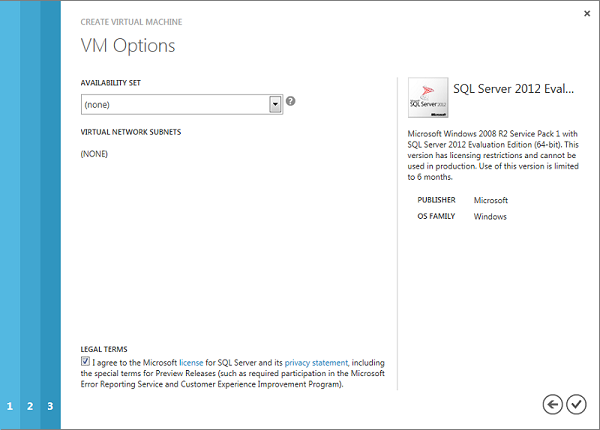 CREATE VIRTUAL MACHINE
VM Options
AVAILABILITY SET
(none)
?
VIRTUAL NETWORK SUBNETS
(NONE)
LEGAL TERMS
I agree to the Microsoft license for SQL Server and its privacy statement, including
the special terms for Preview Releases (such as required participation in the Microsoft
Error Reporting Service and Customer Experience Improvement Program).
SQL Server 2012
Microsoft
SQL Server 2012 Eval...
Microsoft Windows 2008 R2 Service Pack 1 with
SQL Server 2012 Evaluation Edition (64-bit). This
version has licensing restrictions and cannot be
used in production. Use of this version is limited
to 6 months.
PUBLISHER Microsoft
OS FAMILY Windows
1 2 3